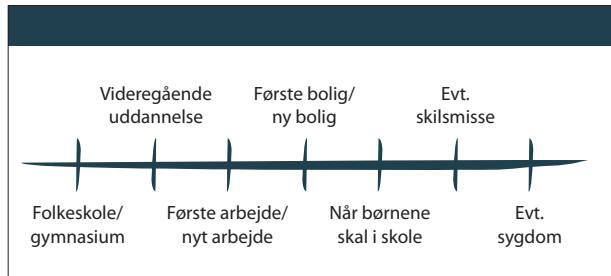 Videregående
uddannelse
Første bolig/
ny bolig
Evt.
skilsmisse
Folkeskole/
gymnasium
Første arbejde/
nyt arbejde
Når børnene
skal i skole
Evt.
sygdom